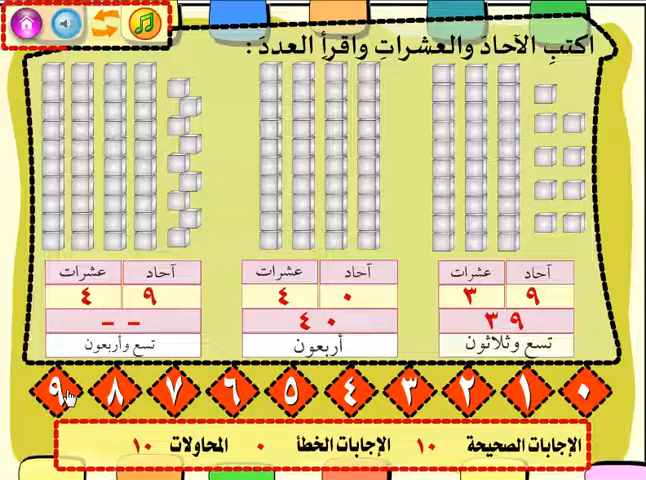 اكتبِ الآحادَ والعشراتِ واقرأ العددَ :
آحاد عشرات
٩ ٣
٣٩
تسع وثلاثون
آحاد عشرات
٠ ٤
٤٠
أربعون
آحاد عشرات
٩ ٤
– –
تسع وأربعون
٠ ١ ٢ ٣ ٤ ٥ ٦ ٧ ٨ ٩
الإجابات الصحيحة ١٠ الإجابات الخطأ ٠ المحاولات ١٠